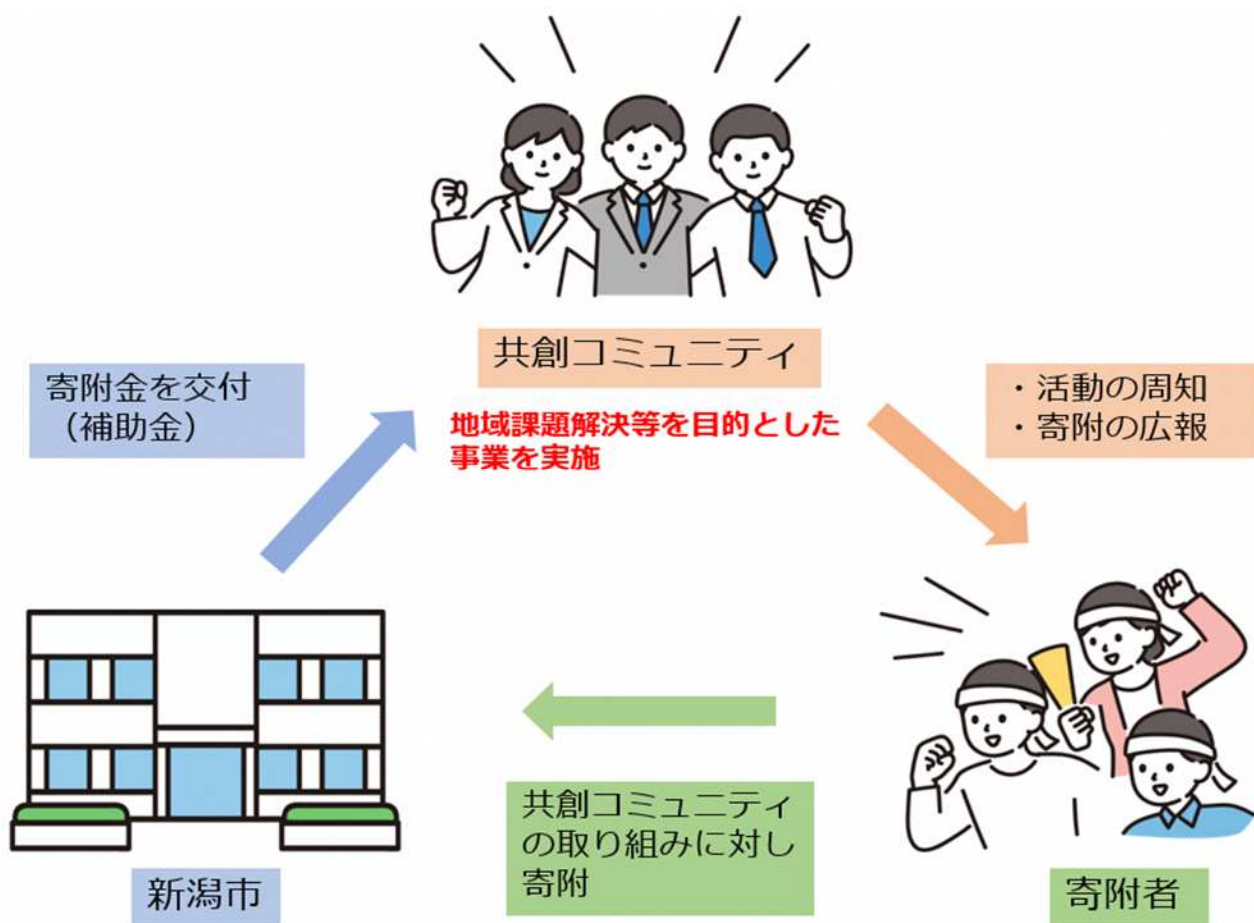 共創コミュニティ
地域課題解決等を目的とした
事業を実施
寄附金を交付
（補助金）
・活動の周知
・寄附の広報
共創コミュニティ
の取り組みに対し
寄附
新潟市
寄附者